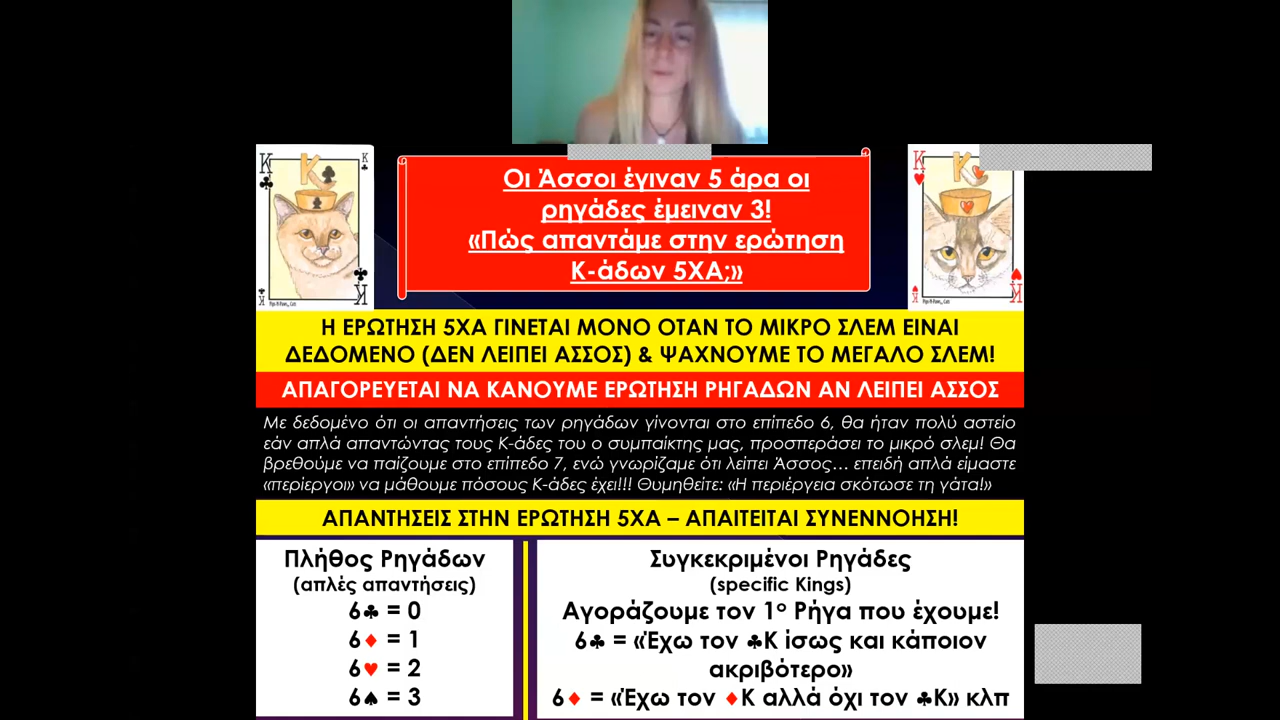 K
K
K
K
K
Οι Άσσοι έγιναν 5 άρα οι
ρηγάδες έμειναν 3!
«Πώς απαντάμε στην ερώτηση
Κ-άδων 5ΧΑ;»
Η ΕΡΩΤΗΣΗ 5ΧΑ ΓΙΝΕΤΑΙ ΜΟΝΟ ΟΤΑΝ ΤΟ ΜΙΚΡΟ ΣΛΕΜ ΕΙΝΑΙ
ΔΕΔΟΜΕΝΟ (ΔΕΝ ΛΕΙΠΕΙ ΑΣΣΟΣ) & ΨΑΧΝΟΥΜΕ ΤΟ ΜΕΓΑΛΟ ΣΛΕΜ!
ΑΠΑΓΟΡΕΥΕΤΑΙ ΝΑ ΚΑΝΟΥΜΕ ΕΡΩΤΗΣΗ ΡΗΓΑΔΩΝ ΑΝ ΛΕΙΠΕΙ ΑΣΣΟΣ
Με δεδομένο ότι οι απαντήσεις των ρηγάδων γίνονται στο επίπεδο 6, θα ήταν πολύ αστείο
εάν απλά απαντώντας τους Κ-άδες του ο συμπαίκτης μας, προσπεράσει το μικρό σλεμ! Θα
βρεθούμε να παίζουμε στο επίπεδο 7, ενώ γνωρίζαμε ότι λείπει Άσσος... επειδή απλά είμαστε
«περίεργοι» να μάθουμε πόσους Κ-άδες έχει!!! Θυμηθείτε: «Η περιέργεια σκότωσε τη γάτα!»
ΑΠΑΝΤΗΣΕΙΣ ΣΤΗΝ ΕΡΩΤΗΣΗ 5ΧΑ – ΑΠΑΙΤΕΙΤΑΙ ΣΥΝΕΝΝΟΗΣΗ!
Πλήθος Ρηγάδων
(απλές απαντήσεις)
6♣ = 0
6♦ = 1
6♥ = 2
6♠ = 3
Συγκεκριμένοι Ρηγάδες
(specific Kings)
Αγοράζουμε τον 1ο Ρήγα που έχουμε!
6♣ = «Έχω τον ♣Κ ίσως και κάποιον
ακριβότερο»
6♦ = «Έχω τον ♦Κ αλλά όχι τον ♣Κ» κλπ